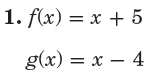 1. f(x) = x + 5
g(x) = x − 4